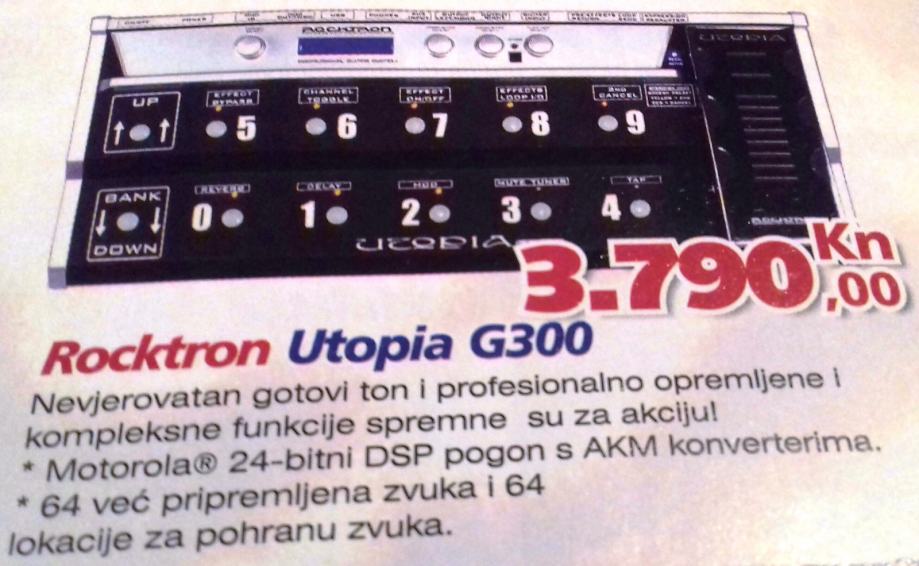 ROCKTRON
UTOPIA
UP
EFFECT
BYPASS
CHANNEL
TOGGLE
EFFECT
ON/OFF
EFFECTS
LOOP I/O
2ND
CANCEL
5
6
7
8
9
BANK
DOWN
REVERB
DELAY
MOD
MUTE TUNER
TAP
0
1
2
3
4
UTOPIA
3.790,00 Kn
Rocktron Utopia G300
Nevjerovatan gotovi ton i profesionalno opremljene i
kompleksne funkcije spremne su za akciju!
* Motorola® 24-bitni DSP pogon s AKM konverterima.
* 64 već pripremljena zvuka i 64
lokacije za pohranu zvuka.